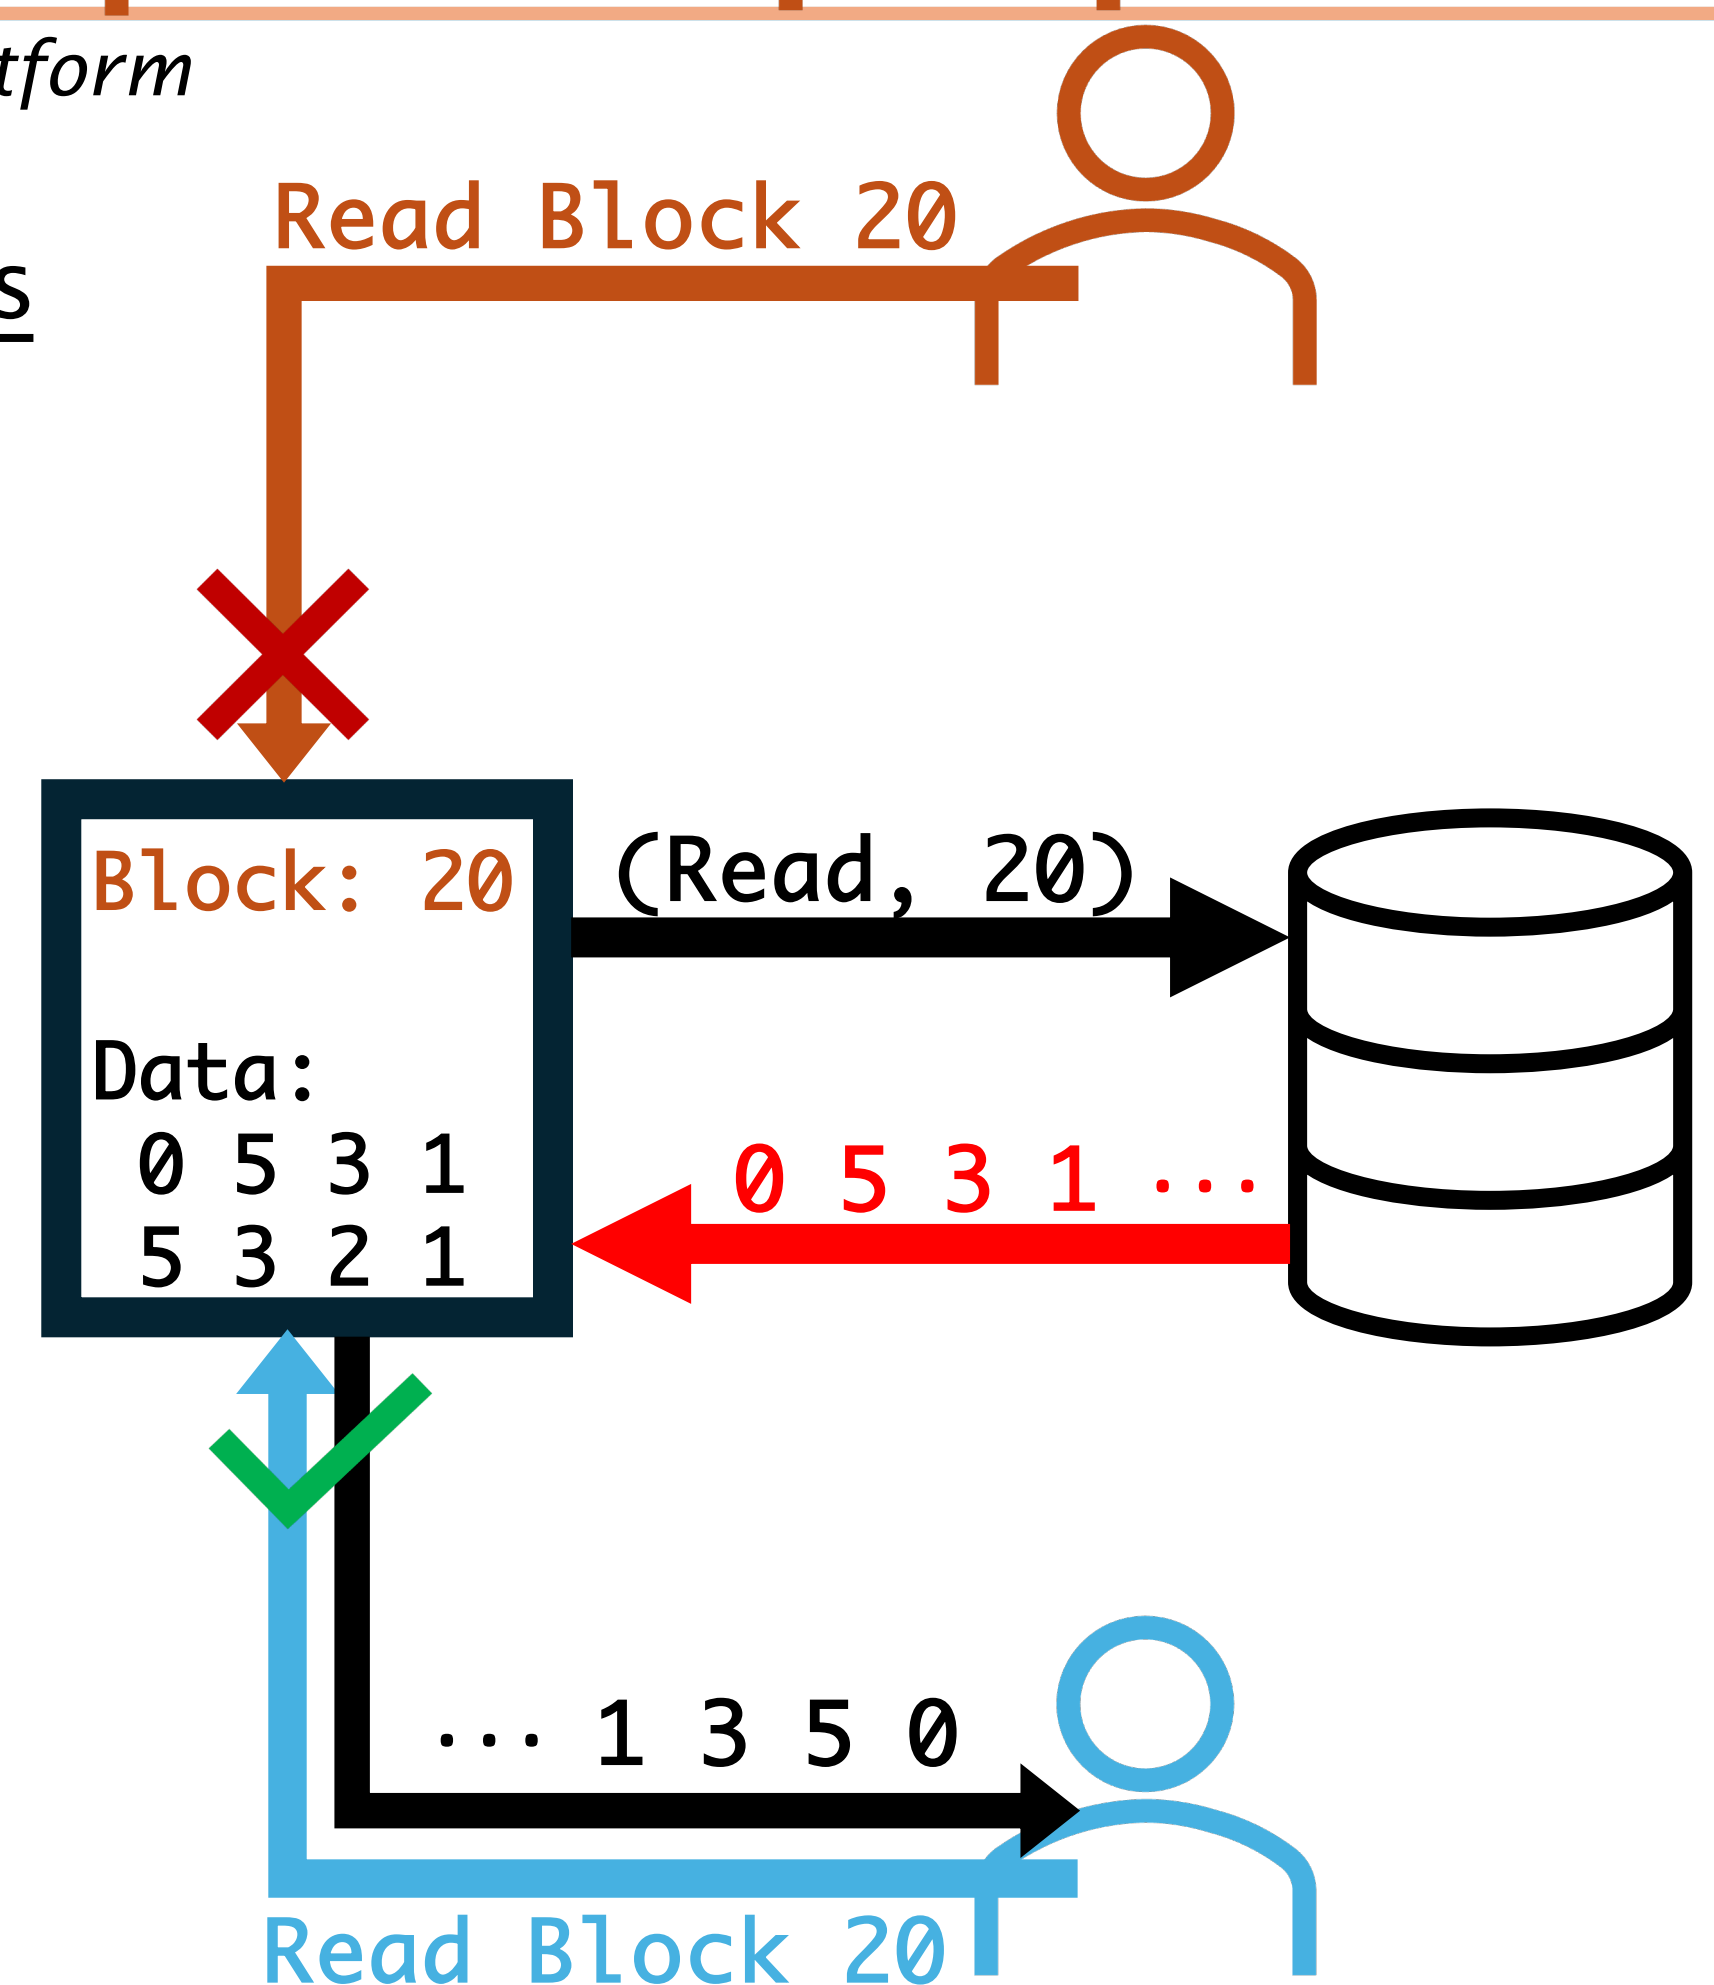 tform
Read Block 20
s
Block: 20
(Read, 20)
Data:
0 5 3 1
5 3 2 1
0 5 3 1 ...
... 1 3 5 0
Read Block 20